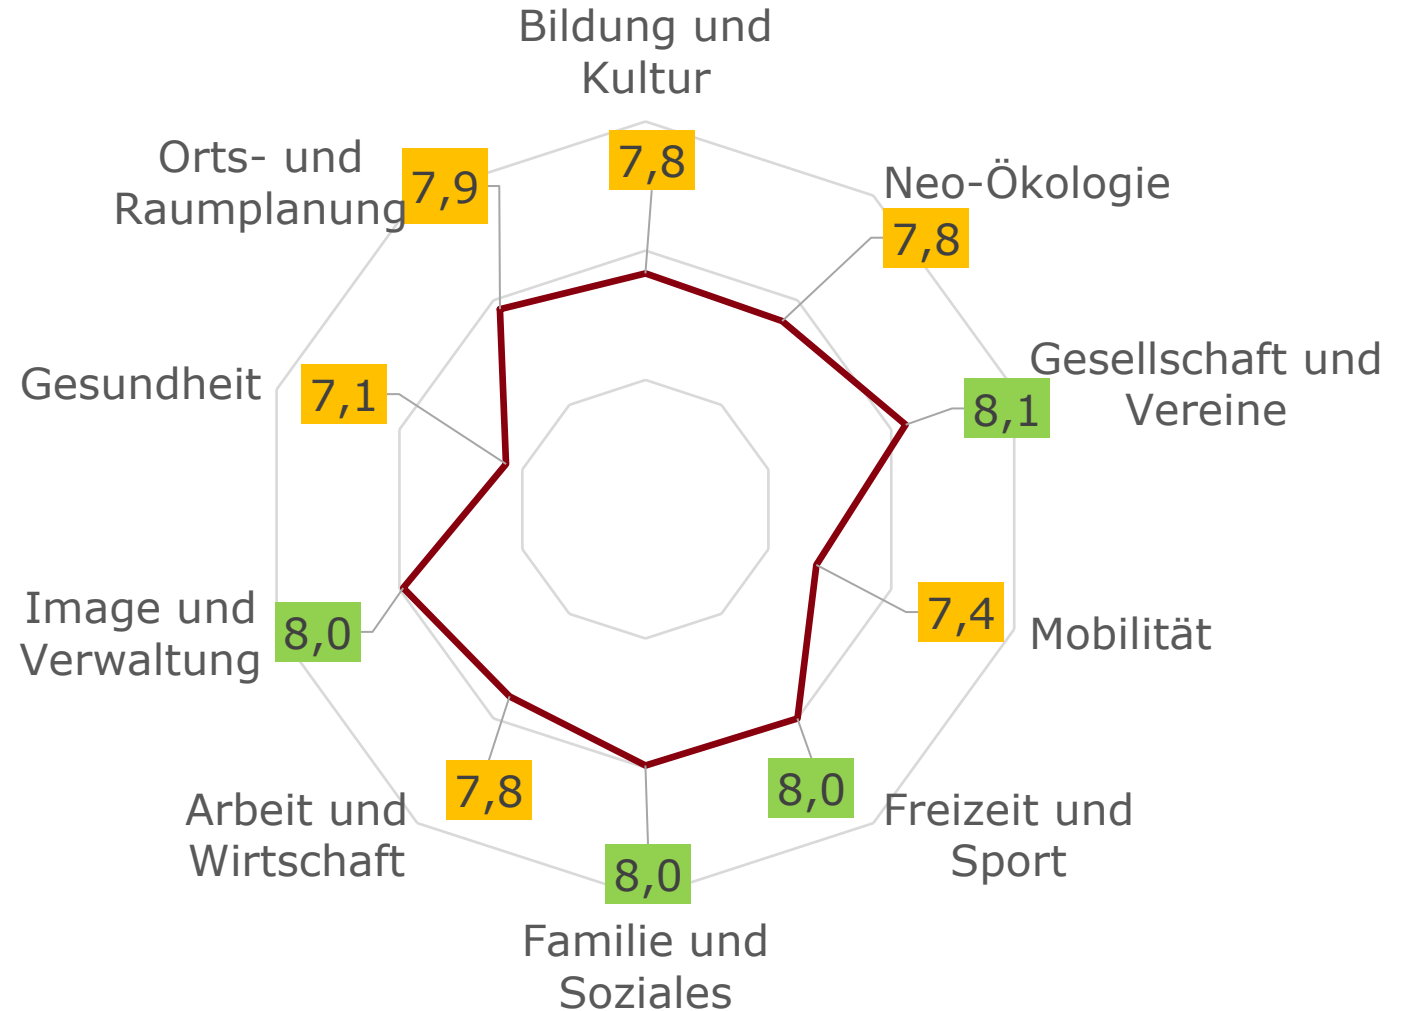 Bildung und
Kultur
7,8
Neo-Ökologie
7,8
Gesellschaft und
Vereine
8,1
Mobilität
7,4
Freizeit und
Sport
8,0
Familie und
Soziales
8,0
Arbeit und
Wirtschaft
7,8
Image und
Verwaltung
8,0
Gesundheit
7,1
Orts- und
Raumplanung
7,9